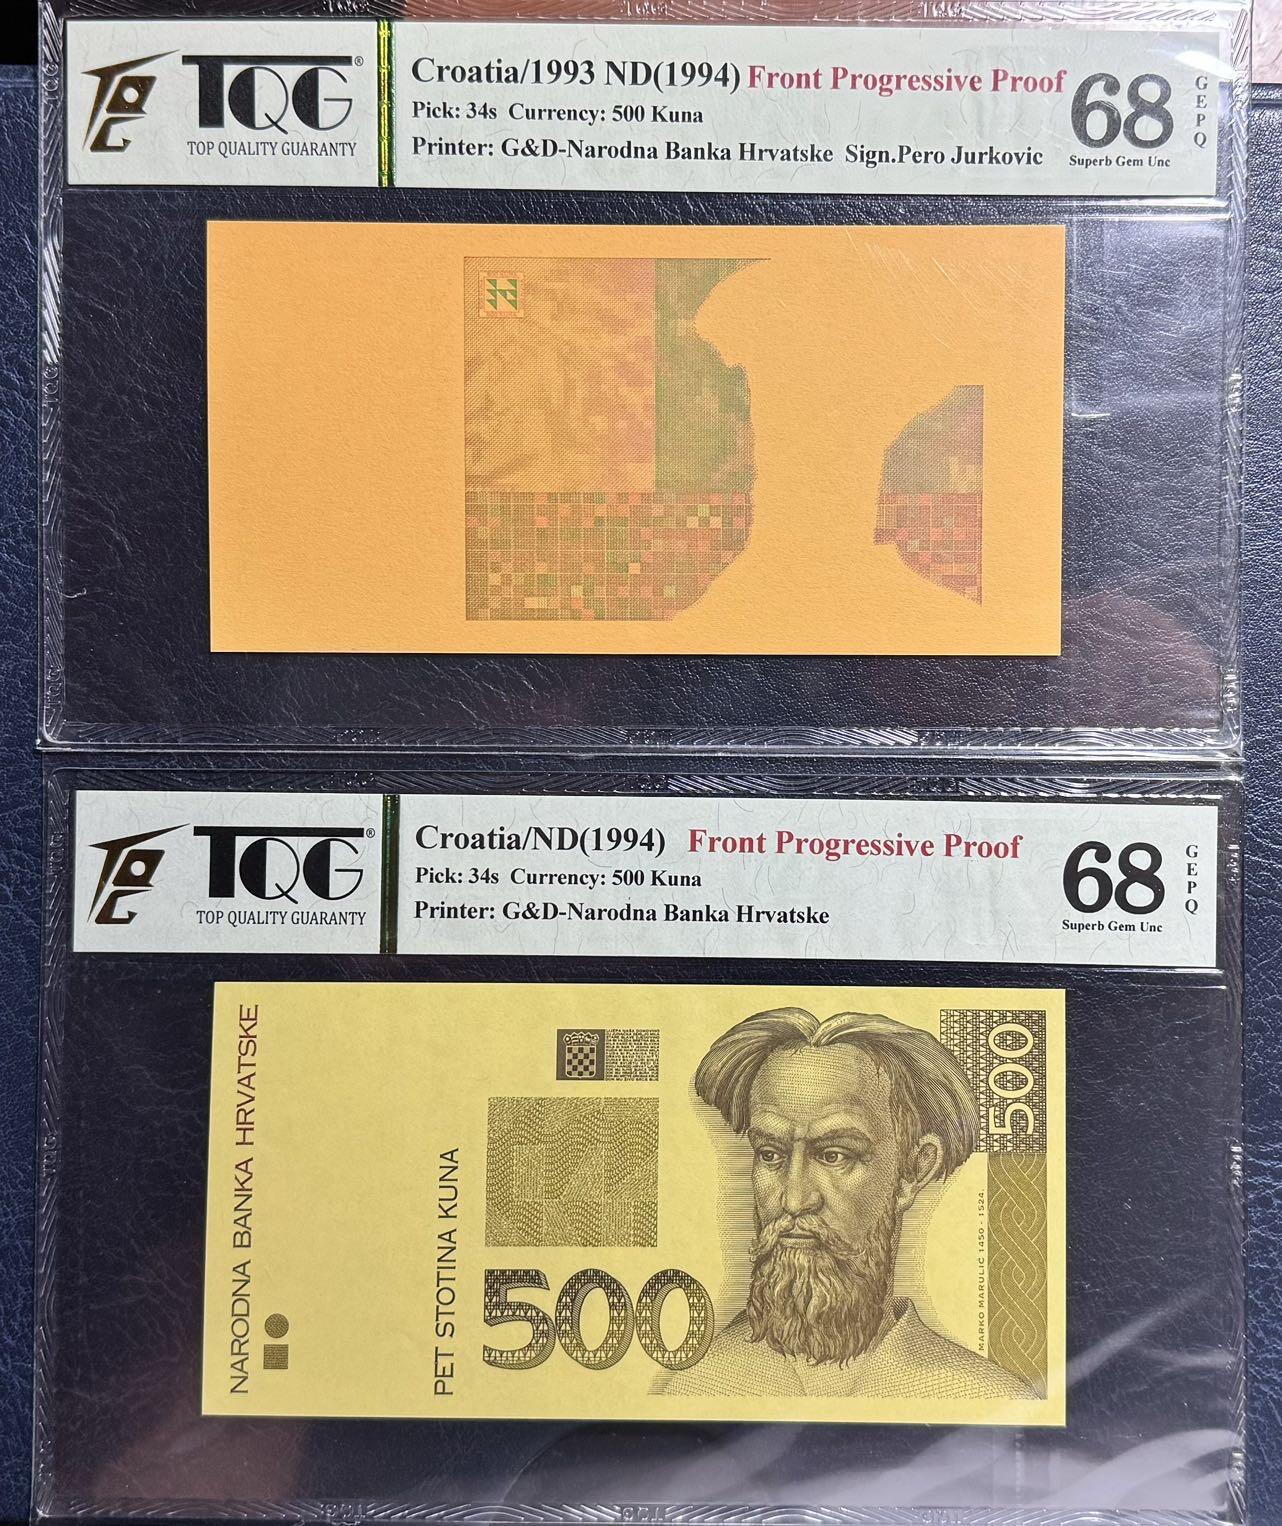 TQG®
TOP QUALITY GUARANTY
Croatia/1993 ND(1994) Front Progressive Proof
Pick: 34s Currency: 500 Kuna
Printer: G&D-Narodna Banka Hrvatske Sign.Pero Jurkovic
68
Superb Gem Unc
GEPQ
TQG®
TOP QUALITY GUARANTY
Croatia/ND(1994) Front Progressive Proof
Pick: 34s Currency: 500 Kuna
Printer: G&D-Narodna Banka Hrvatske
68
Superb Gem Unc
GEPQ
NARODNA BANKA HRVATSKE
PET STOTINA KUNA
500
500
MARKO MARULIĆ 1450 - 1524.